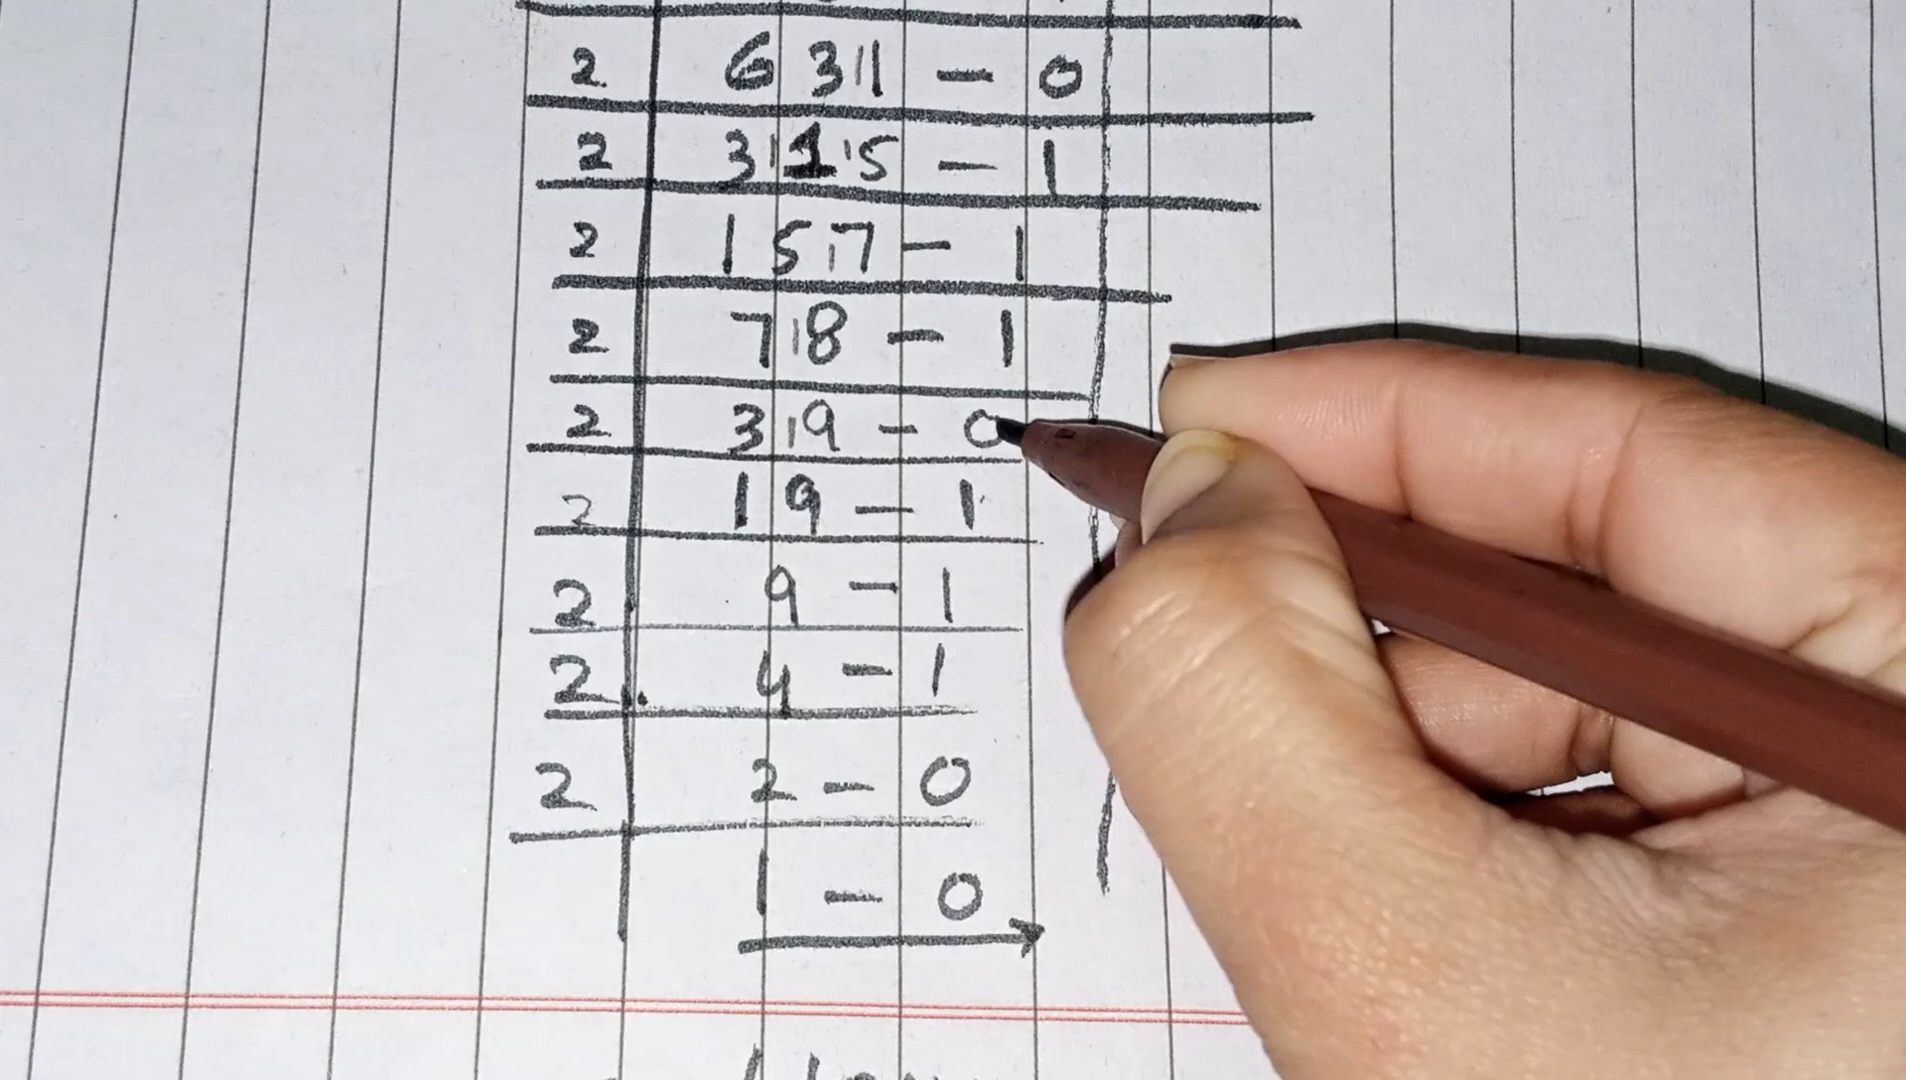 2 631 - 0
2 315 - 1
2 157 - 1
2 78 - 1
2 39 - 0
2 19 - 1
2 9 - 1
2 4 - 1
2 2 - 0
1 - 0